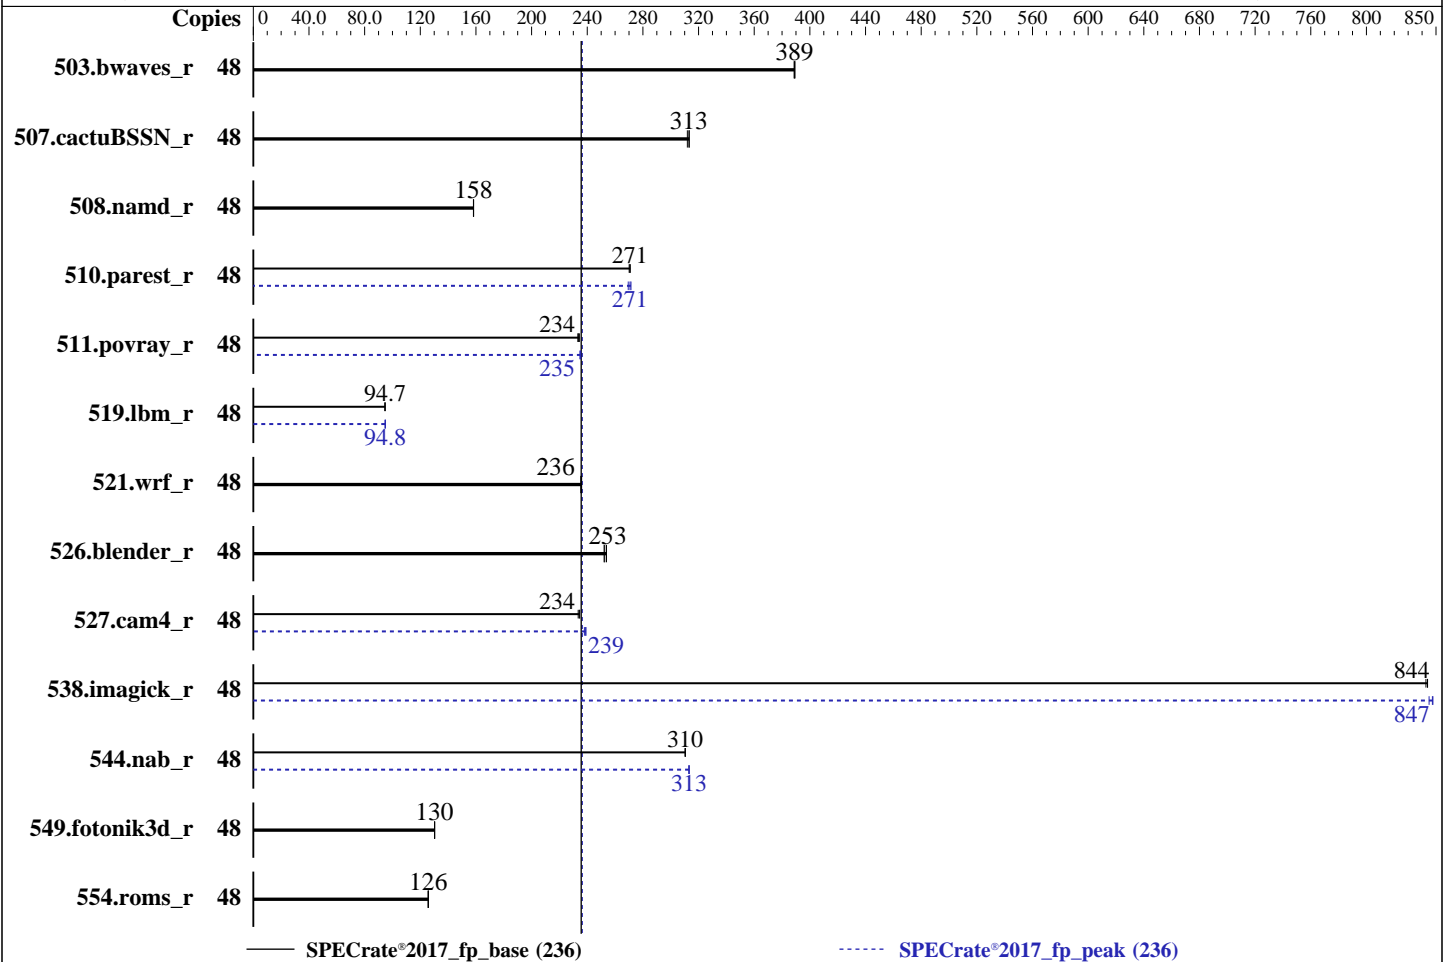 Copies 0 40.0 80.0 120 160 200 240 280 320 360 400 440 480 520 560 600 640 680 720 760 800 850
503.bwaves_r 48 389
507.cactuBSSN_r 48 313
508.namd_r 48 158
510.parest_r 48 271
271
511.povray_r 48 234
235
519.lbm_r 48 94.7
94.8
521.wrf_r 48 236
526.blender_r 48 253
527.cam4_r 48 234
239
538.imagick_r 48 844
847
544.nab_r 48 310
313
549.fotonik3d_r 48 130
554.roms_r 48 126
SPECrate®2017_fp_base (236) SPECrate®2017_fp_peak (236)